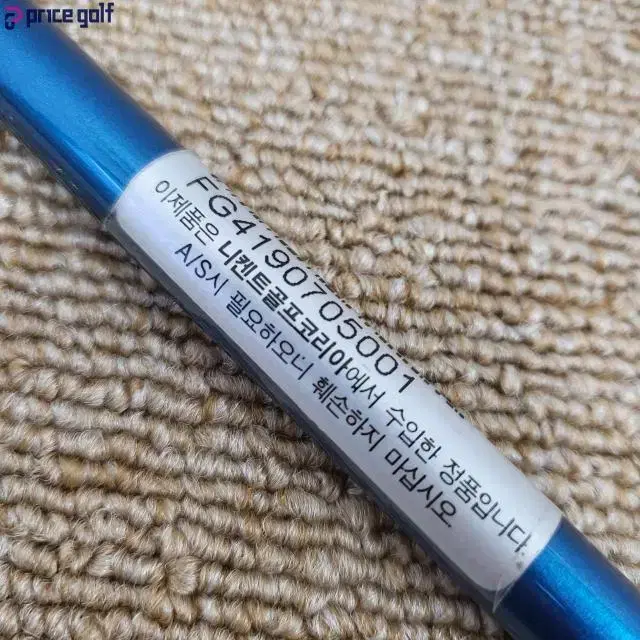 price golf
FG41907050​01
이제품은 니켄트골프코리아에서 수입한 정품입니다.
A/S시 필요하오니 훼손하지 마십시오